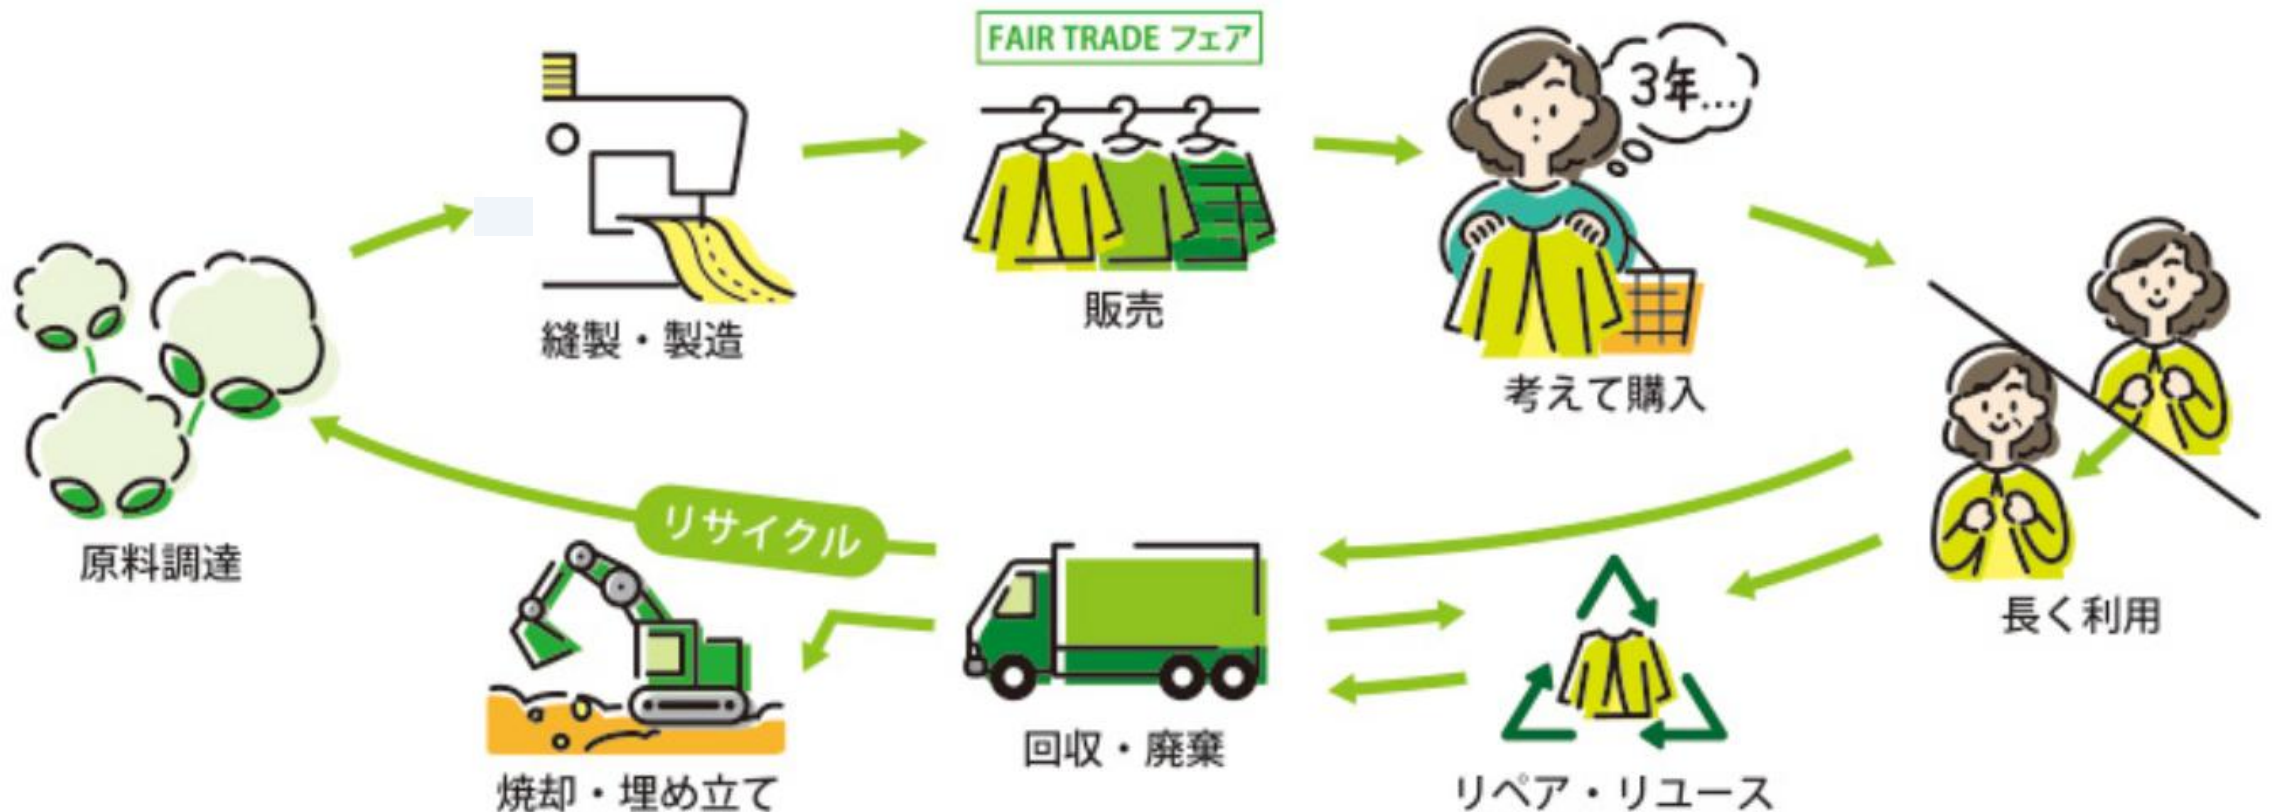 FAIR TRADE フェア
3年...
縫製・製造
販売
考えて購入
原料調達
リサイクル
長く利用
回収・廃棄
焼却・埋め立て
リペア・リユース